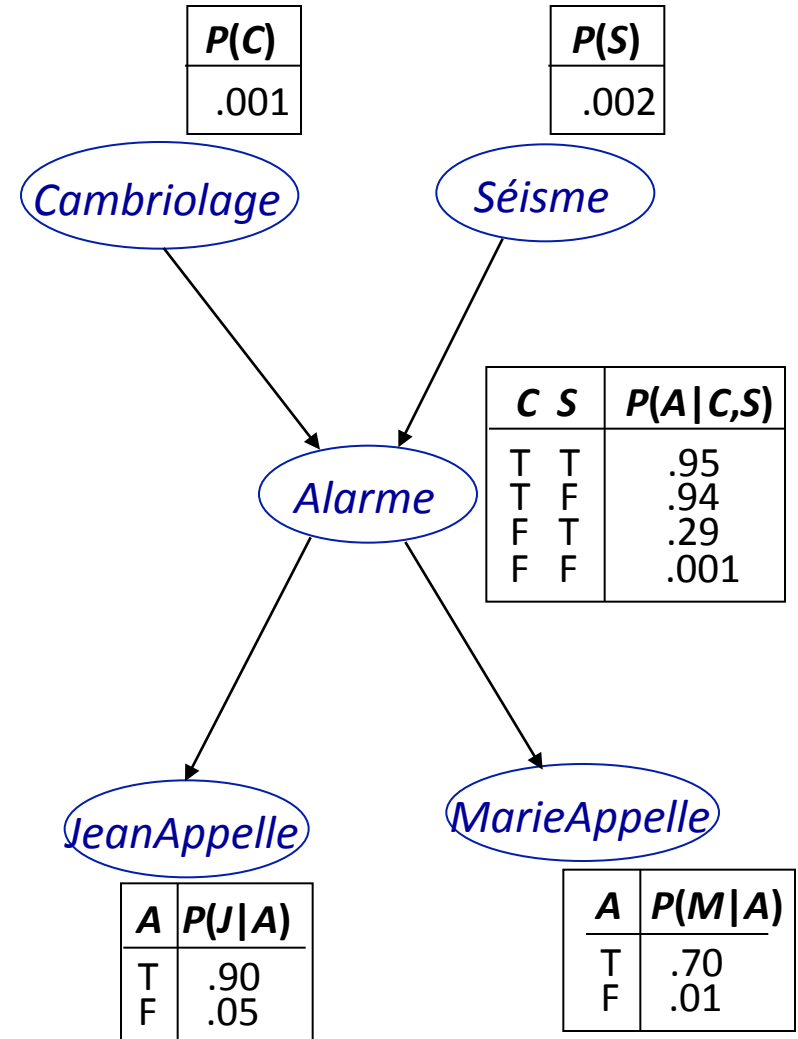 P(C)
.001
P(S)
.002
Cambriolage
Séisme
C S P(A|C,S)
T T .95
T F .94
F T .29
F F .001
Alarme
JeanAppelle
MarieAppelle
A P(J|A)
T .90
F .05
A P(M|A)
T .70
F .01